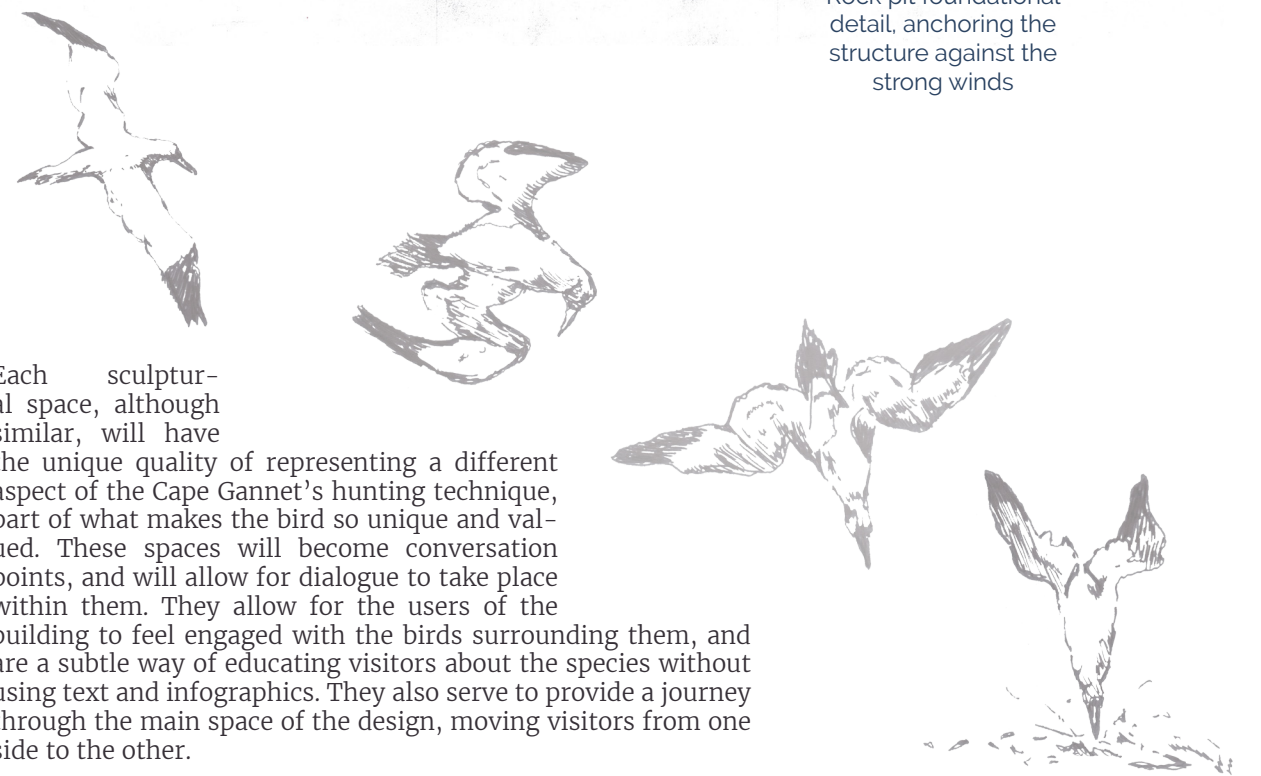 Rock pit foundational
detail, anchoring the
structure against the
strong winds
Each sculptur-
al space, although
similar, will have
the unique quality of representing a different
aspect of the Cape Gannet’s hunting technique,
part of what makes the bird so unique and val-
ued. These spaces will become conversation
points, and will allow for dialogue to take place
within them. They allow for the users of the
building to feel engaged with the birds surrounding them, and
are a subtle way of educating visitors about the species without
using text and infographics. They also serve to provide a journey
through the main space of the design, moving visitors from one
side to the other.